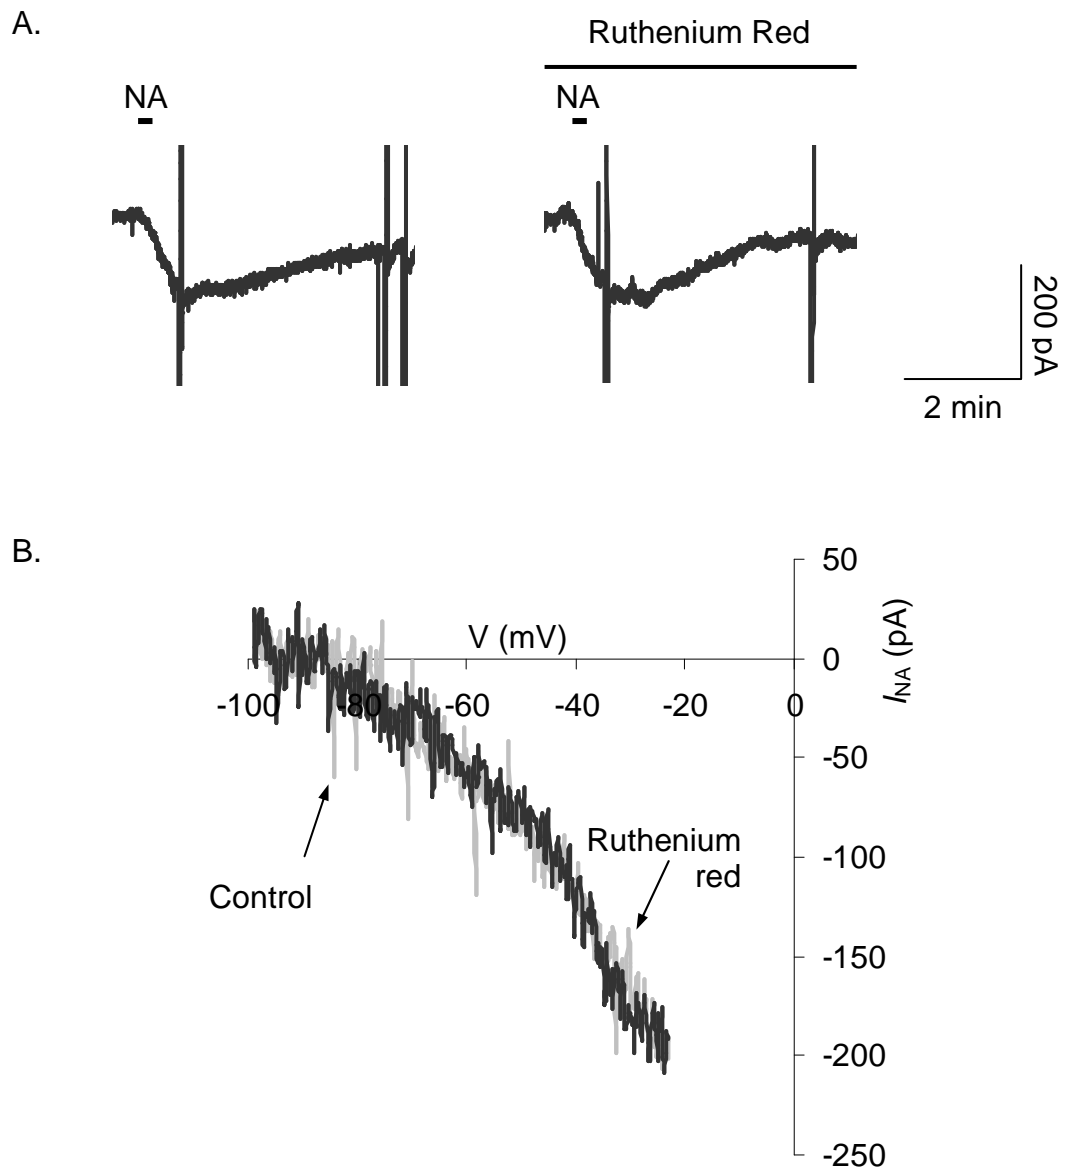 A.
Ruthenium Red
NA
NA
200 pA
2 min
B.
50
V (mV)
0
I NA (pA)
-100
-80
-60
-40
-20
0
-50
Ruthenium
red
-100
Control
-150
-200
-250